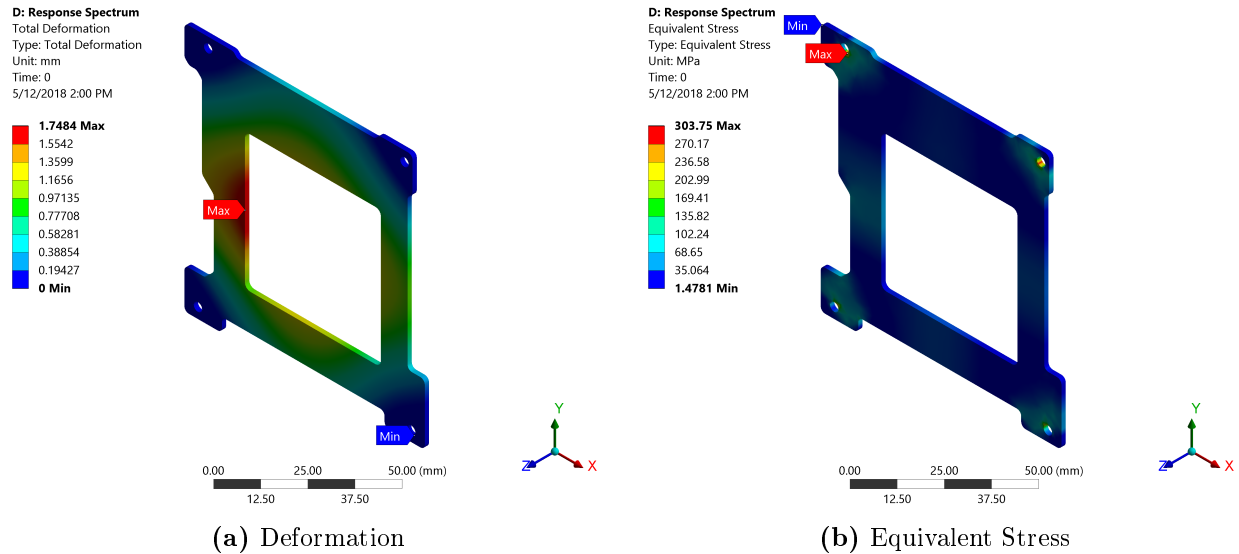 D: Response Spectrum
Total Deformation
Type: Total Deformation
Unit: mm
Time: 0
5/12/2018 2:00 PM
1.7484 Max
1.5542
1.3599
1.1656
0.97135
0.77708
0.58281
0.38854
0.19427
0 Min
Max
Min
Y
Z
X
0.00
25.00
50.00 (mm)
12.50
37.50
(a) Deformation
D: Response Spectrum
Equivalent Stress
Type: Equivalent Stress
Unit: MPa
Time: 0
5/12/2018 2:00 PM
303.75 Max
270.17
236.58
202.99
169.41
135.82
102.24
68.65
35.064
1.4781 Min
Min
Max
Y
Z
X
0.00
25.00
50.00 (mm)
12.50
37.50
(b) Equivalent Stress